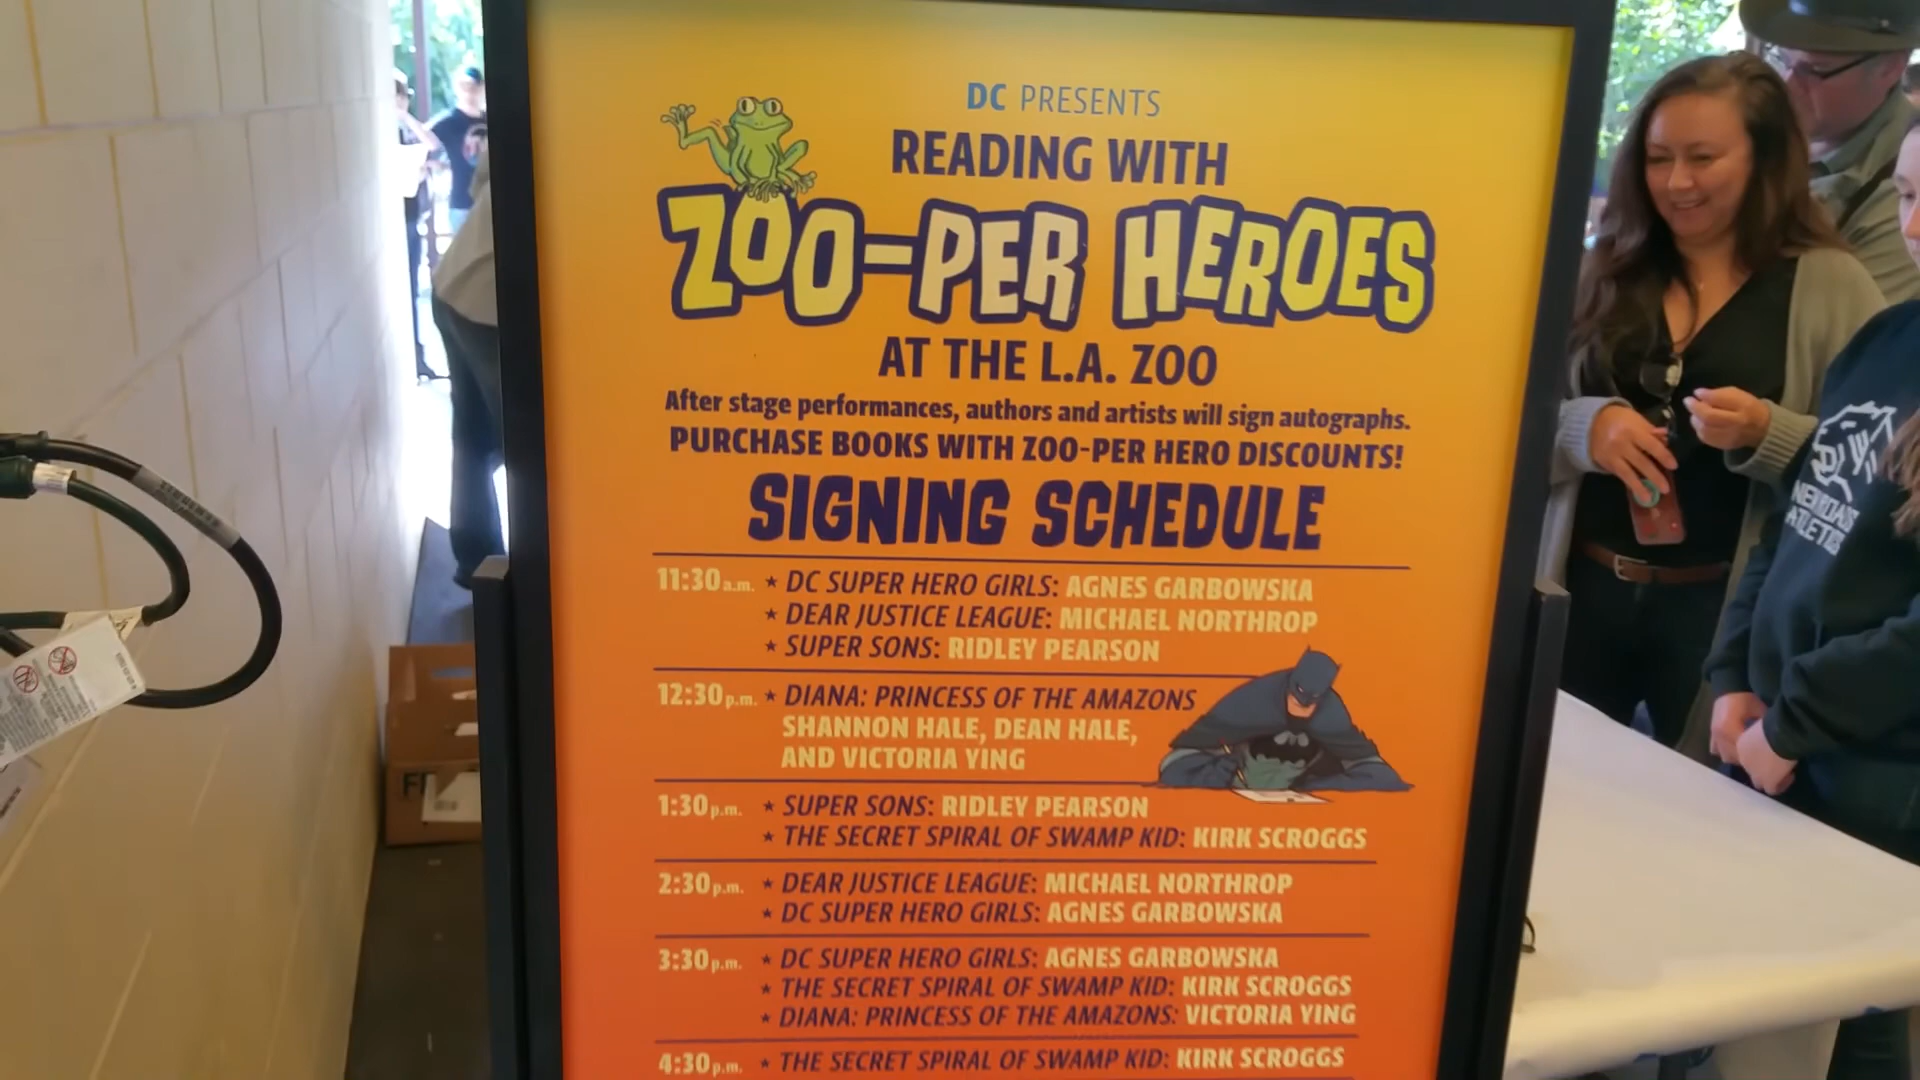 DC PRESENTS
READING WITH
ZOO-PER HEROES
AT THE L.A. ZOO
After stage performances, authors and artists will sign autographs.
PURCHASE BOOKS WITH ZOO-PER HERO DISCOUNTS!
SIGNING SCHEDULE
11:30 a.m. ★ DC SUPER HERO GIRLS: AGNES GARBOWSKA
★ DEAR JUSTICE LEAGUE: MICHAEL NORTHROP
★ SUPER SONS: RIDLEY PEARSON
12:30 p.m. ★ DIANA: PRINCESS OF THE AMAZONS
SHANNON HALE, DEAN HALE,
AND VICTORIA YING
1:30 p.m. ★ SUPER SONS: RIDLEY PEARSON
★ THE SECRET SPIRAL OF SWAMP KID: KIRK SCROGGS
2:30 p.m. ★ DEAR JUSTICE LEAGUE: MICHAEL NORTHROP
★ DC SUPER HERO GIRLS: AGNES GARBOWSKA
3:30 p.m. ★ DC SUPER HERO GIRLS: AGNES GARBOWSKA
★ THE SECRET SPIRAL OF SWAMP KID: KIRK SCROGGS
★ DIANA: PRINCESS OF THE AMAZONS: VICTORIA YING
4:30 p.m. ★ THE SECRET SPIRAL OF SWAMP KID: KIRK SCROGGS